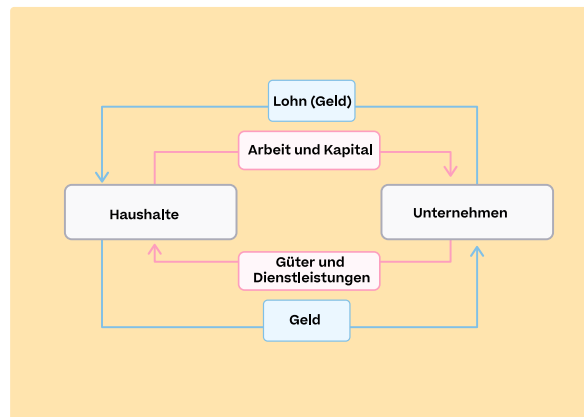 Lohn (Geld)
Arbeit und Kapital
Haushalte
Unternehmen
Güter und
Dienstleistungen
Geld